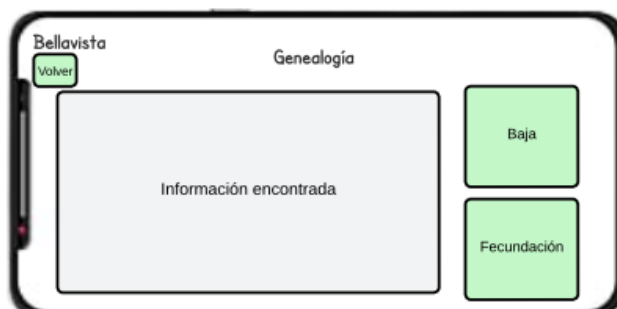 Bellavista
Volver
Genealogía
Información encontrada
Baja
Fecundación